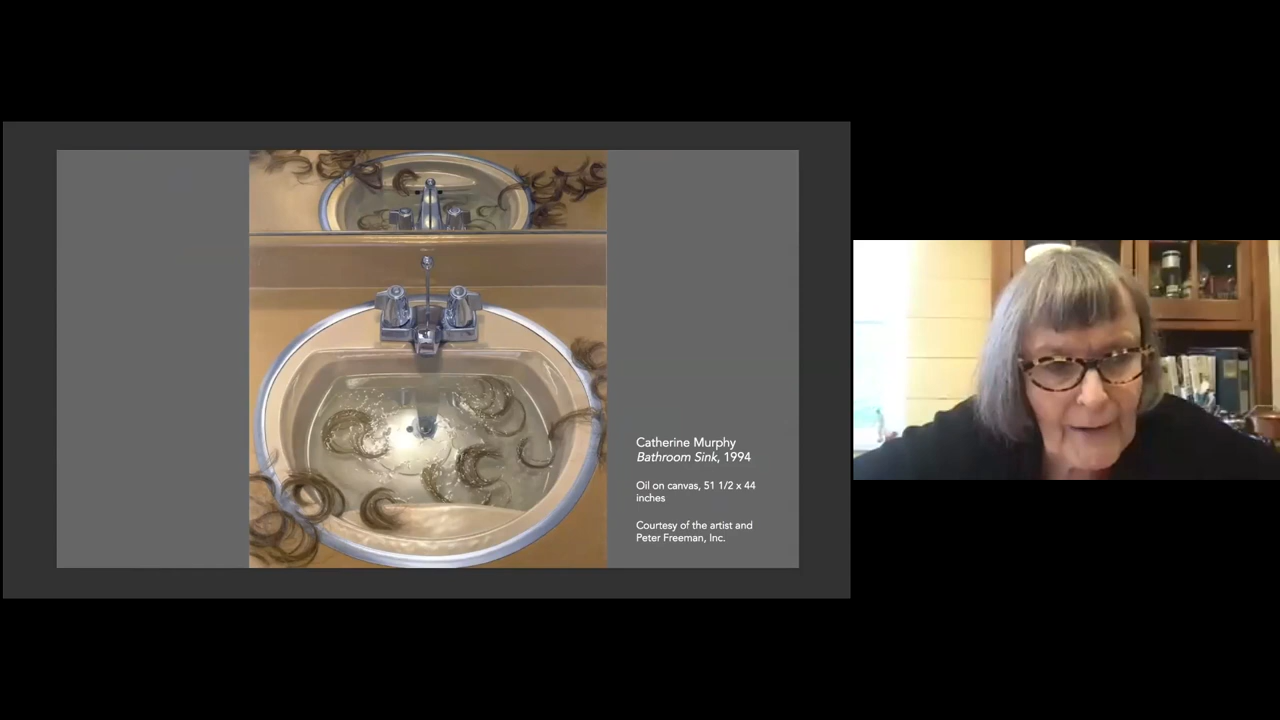 Catherine Murphy
Bathroom Sink, 1994
Oil on canvas, 51 1/2 x 44
inches
Courtesy of the artist and
Peter Freeman, Inc.